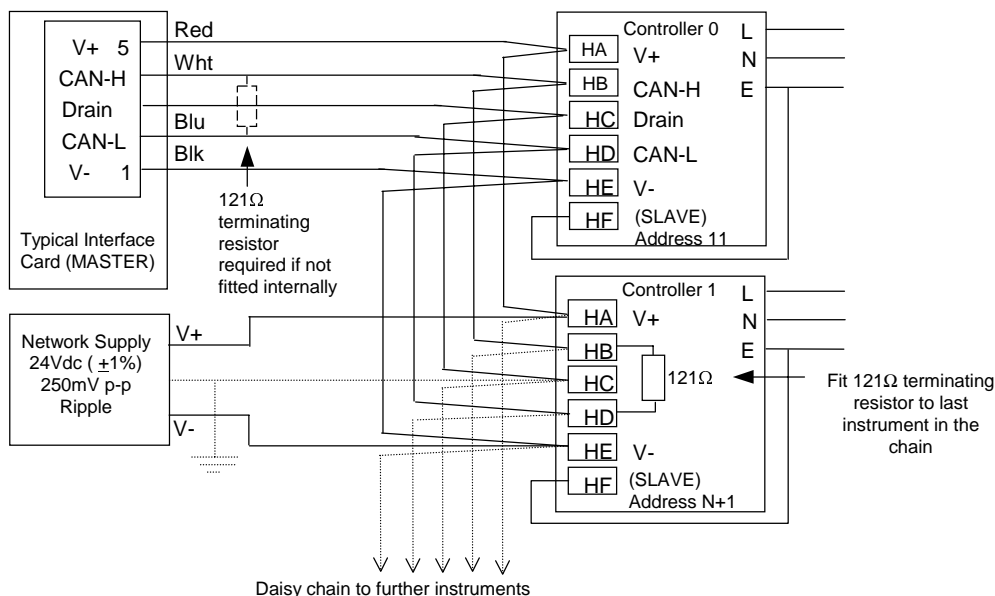 V+ 5
CAN-H
Drain
CAN-L
V- 1
Typical Interface
Card (MASTER)
Red
Wht
Blu
Blk
121Ω
terminating
resistor
required if not
fitted internally
Controller 0
HA
V+
HB
CAN-H
HC
Drain
HD
CAN-L
HE
V-
HF
(SLAVE)
Address 11
L
N
E
Network Supply
24Vdc ( ±1%)
250mV p-p
Ripple
V+
V-
Controller 1
HA
V+
HB
HC
HD
HE
V-
HF
(SLAVE)
Address N+1
121Ω
L
N
E
Fit 121Ω terminating
resistor to last
instrument in the
chain
Daisy chain to further instruments